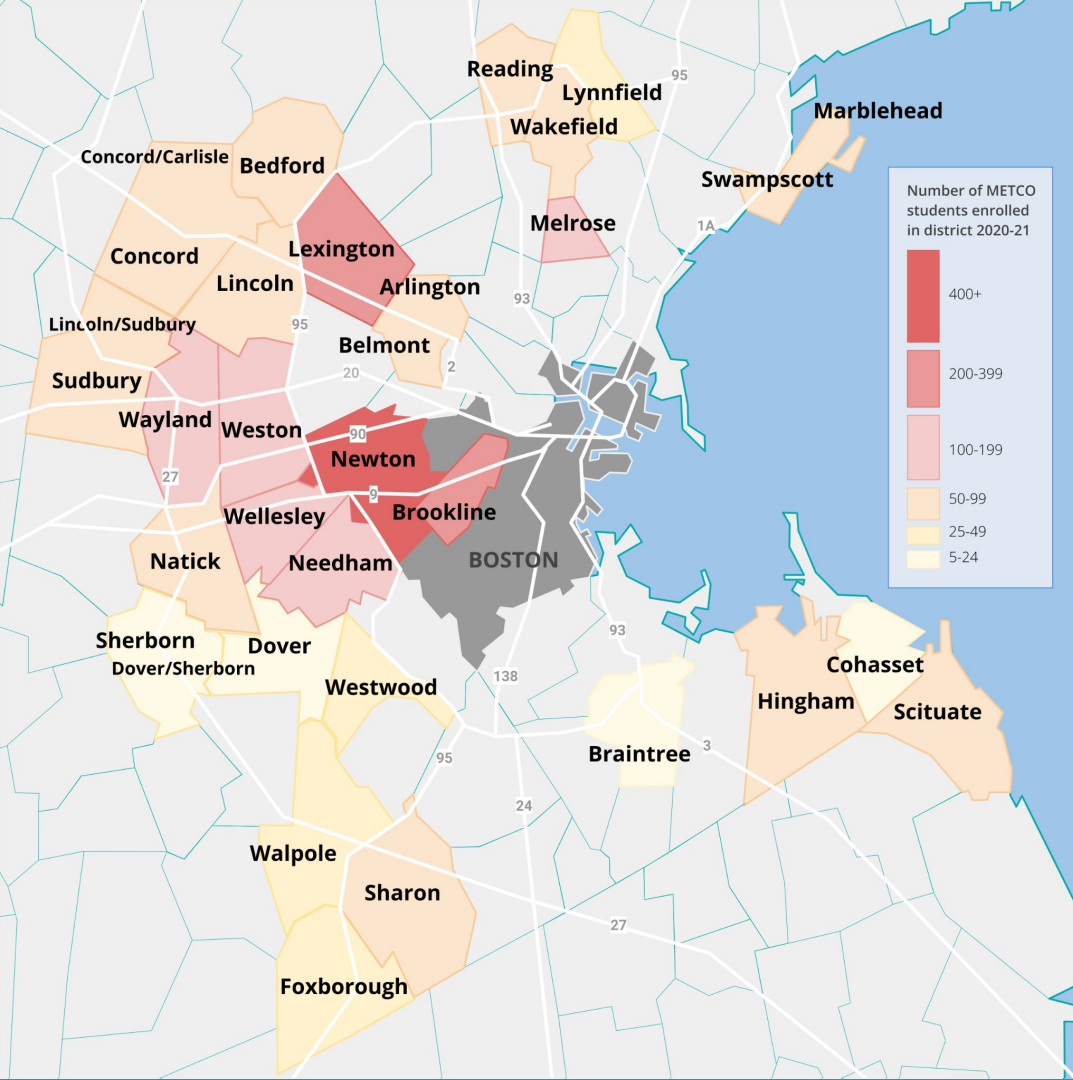 Reading
95
Lynnfield
Marblehead
Wakefield
Concord/Carlisle
Bedford
Swampscott
Number of METCO
students enrolled
in district 2020-21
Melrose
1A
Lexington
Concord
Lincoln
Arlington
400+
93
Lincoln/Sudbury
95
Belmont
2
20
200-399
Sudbury
Wayland
Weston
90
100-199
Newton
27
9
50-99
Wellesley
Brookline
25-49
Natick
Needham
BOSTON
5-24
93
Sherborn
Dover
Dover/Sherborn
Cohasset
138
Westwood
Hingham
Scituate
95
Braintree
3
24
Walpole
Sharon
27
Foxborough